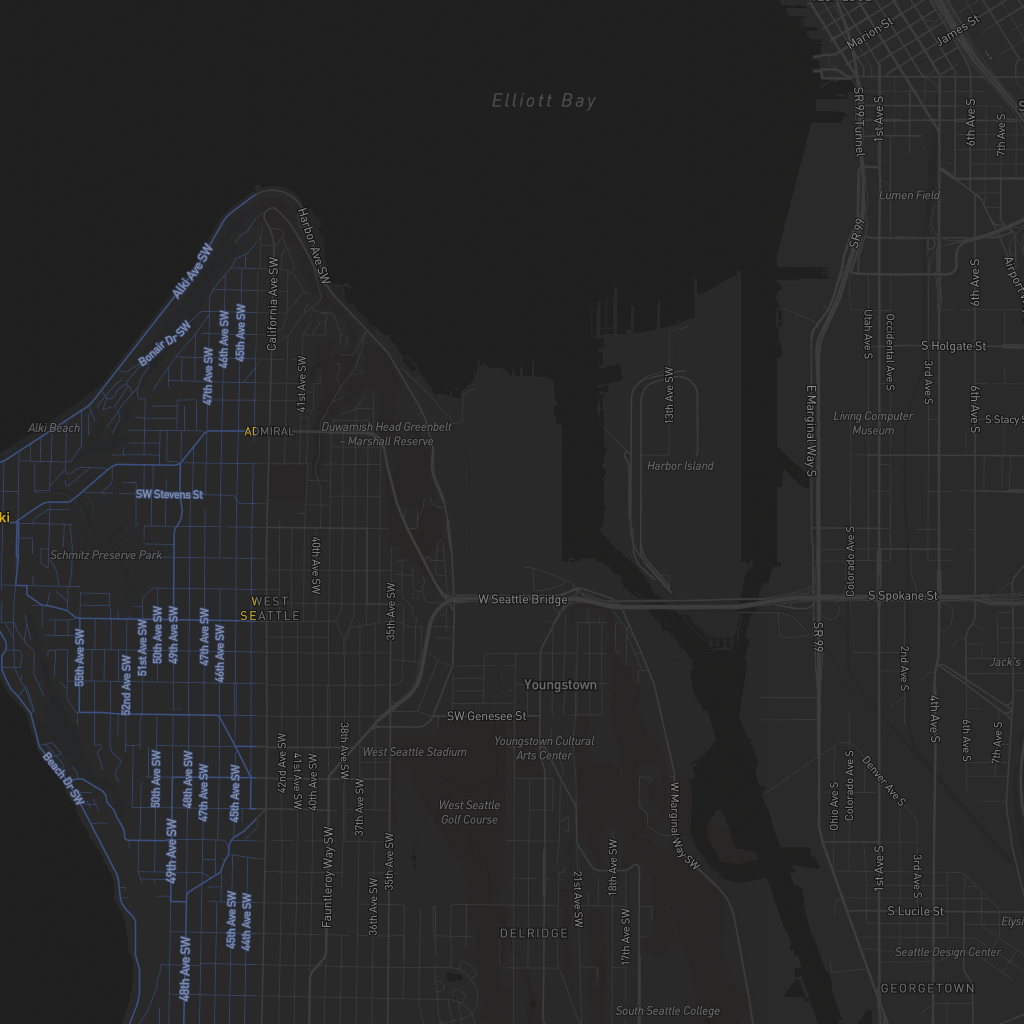 Marion St
James St
Elliott Bay
SR 99 Tunnel
1st Ave S
6th Ave S
7th Ave S
Lumen Field
Harbor Ave SW
SR 99
Alki Ave SW
California Ave SW
6th Ave S
Bonair Dr SW
46th Ave SW
45th Ave SW
47th Ave SW
41st Ave SW
Utah Ave S
Occidental Ave S
S Holgate St
3rd Ave S
6th Ave S
13th Ave SW
E Marginal Way S
Alki Beach
ADMIRAL
Duwamish Head Greenbelt
- Marshall Reserve
Living Computer
Museum
S Stacy S
Harbor Island
SW Stevens St
ki
Schmitz Preserve Park
40th Ave SW
Colorado Ave S
35th Ave SW
W Seattle Bridge
S Spokane St
WEST
SEATTLE
55th Ave SW
52nd Ave SW
51st Ave SW
50th Ave SW
49th Ave SW
47th Ave SW
46th Ave SW
SR 99
2nd Ave S
Jack's
Youngstown
SW Genesee St
4th Ave S
6th Ave S
7th Ave S
West Seattle Stadium
Youngstown Cultural
Arts Center
Beach Dr SW
50th Ave SW
48th Ave SW
47th Ave SW
45th Ave SW
42nd Ave SW
41st Ave SW
40th Ave SW
38th Ave SW
37th Ave SW
West Seattle
Golf Course
W Marginal Way SW
Ohio Ave S
Colorado Ave S
Denver Ave S
49th Ave SW
Fauntleroy Way SW
35th Ave SW
36th Ave SW
21st Ave SW
18th Ave SW
17th Ave SW
1st Ave S
3rd Ave S
45th Ave SW
44th Ave SW
48th Ave SW
DELRIDGE
S Lucile St
Elysi
Seattle Design Center
GEORGETOWN
South Seattle College